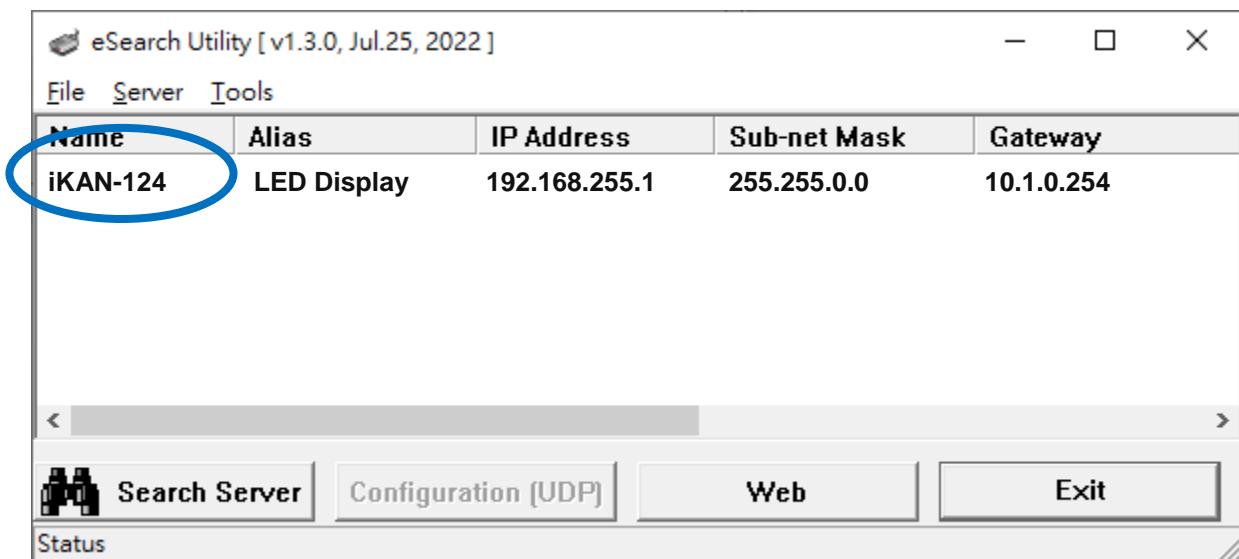 eSearch Utility [ v1.3.0, Jul.25, 2022 ]
File Server Tools
Name Alias IP Address Sub-net Mask Gateway
iKAN-124 LED Display 192.168.255.1 255.255.0.0 10.1.0.254
Search Server Configuration (UDP) Web Exit
Status